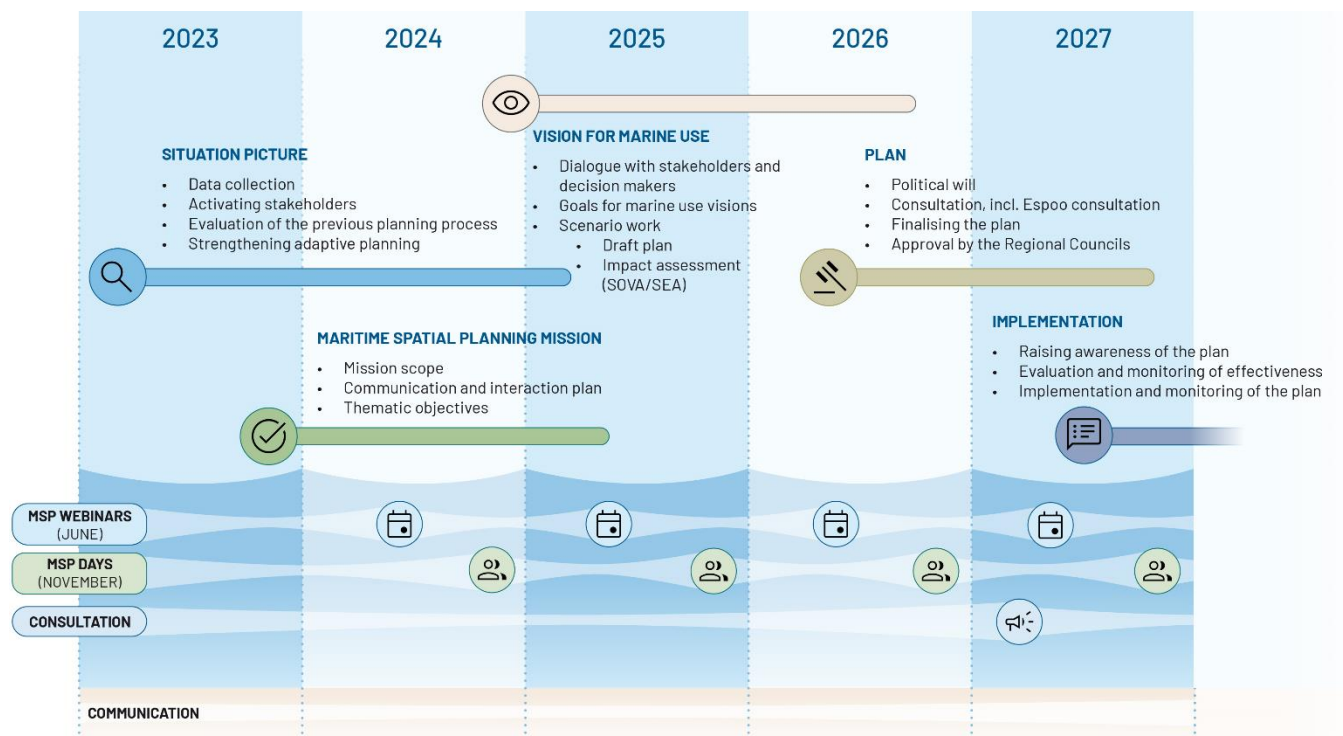 2023
2024
2025
2026
2027
SITUATION PICTURE
• Data collection
• Activating stakeholders
• Evaluation of the previous planning process
• Strengthening adaptive planning
VISION FOR MARINE USE
• Dialogue with stakeholders and
decision makers
• Goals for marine use visions
• Scenario work
• Draft plan
• Impact assessment
(SOVA/SEA)
PLAN
• Political will
• Consultation, incl. Espoo consultation
• Finalising the plan
• Approval by the Regional Councils
MARITIME SPATIAL PLANNING MISSION
• Mission scope
• Communication and interaction plan
• Thematic objectives
IMPLEMENTATION
• Raising awareness of the plan
• Evaluation and monitoring of effectiveness
• Implementation and monitoring of the plan
MSP WEBINARS
(JUNE)
MSP DAYS
(NOVEMBER)
CONSULTATION
COMMUNICATION